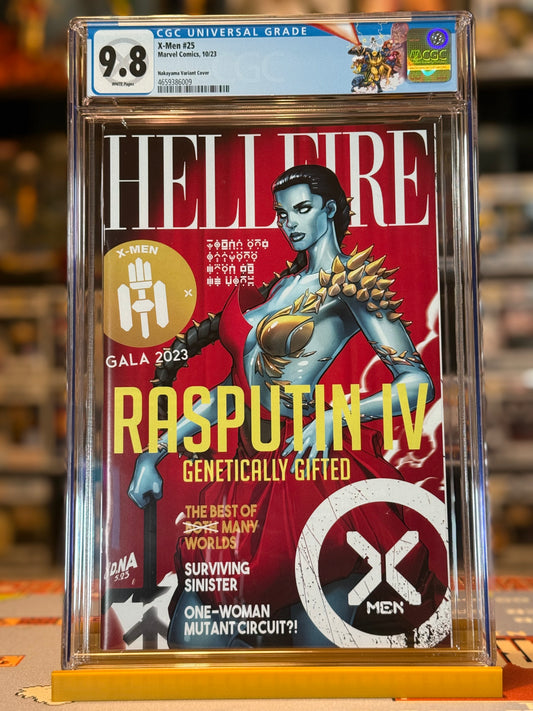 CGC UNIVERSAL GRADE
9.8
WHITE Pages
X-Men #25
Marvel Comics, 10/23
Nakayama Variant Cover
4659386009
CGC
HELLFIRE
X-MEN
X
GALA 2023
RASPUTIN IV
GENETICALLY GIFTED
THE BEST OF
BOTH MANY
WORLDS
SURVIVING
SINISTER
ONE-WOMAN
MUTANT CIRCUIT?!
X
MEN